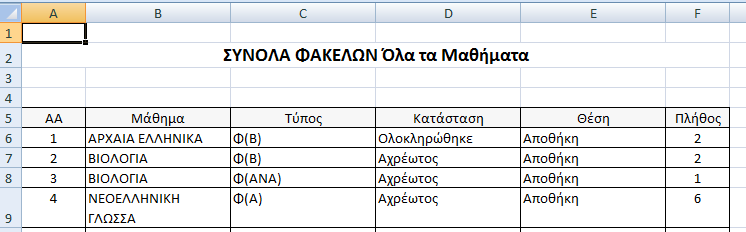 A B C D E F
1
2 ΣΥΝΟΛΑ ΦΑΚΕΛΩΝ Όλα τα Μαθήματα
3
4
5 ΑΑ Μάθημα Τύπος Κατάσταση Θέση Πλήθος
6 1 ΑΡΧΑΙΑ ΕΛΛΗΝΙΚΑ Φ(Β) Ολοκληρώθηκε Αποθήκη 2
7 2 ΒΙΟΛΟΓΙΑ Φ(Β) Αχρέωτος Αποθήκη 2
8 3 ΒΙΟΛΟΓΙΑ Φ(ΑΝΑ) Αχρέωτος Αποθήκη 1
4 ΝΕΟΕΛΛΗΝΙΚΗ Φ(Α) Αχρέωτος Αποθήκη 6
9 ΓΛΩΣΣΑ